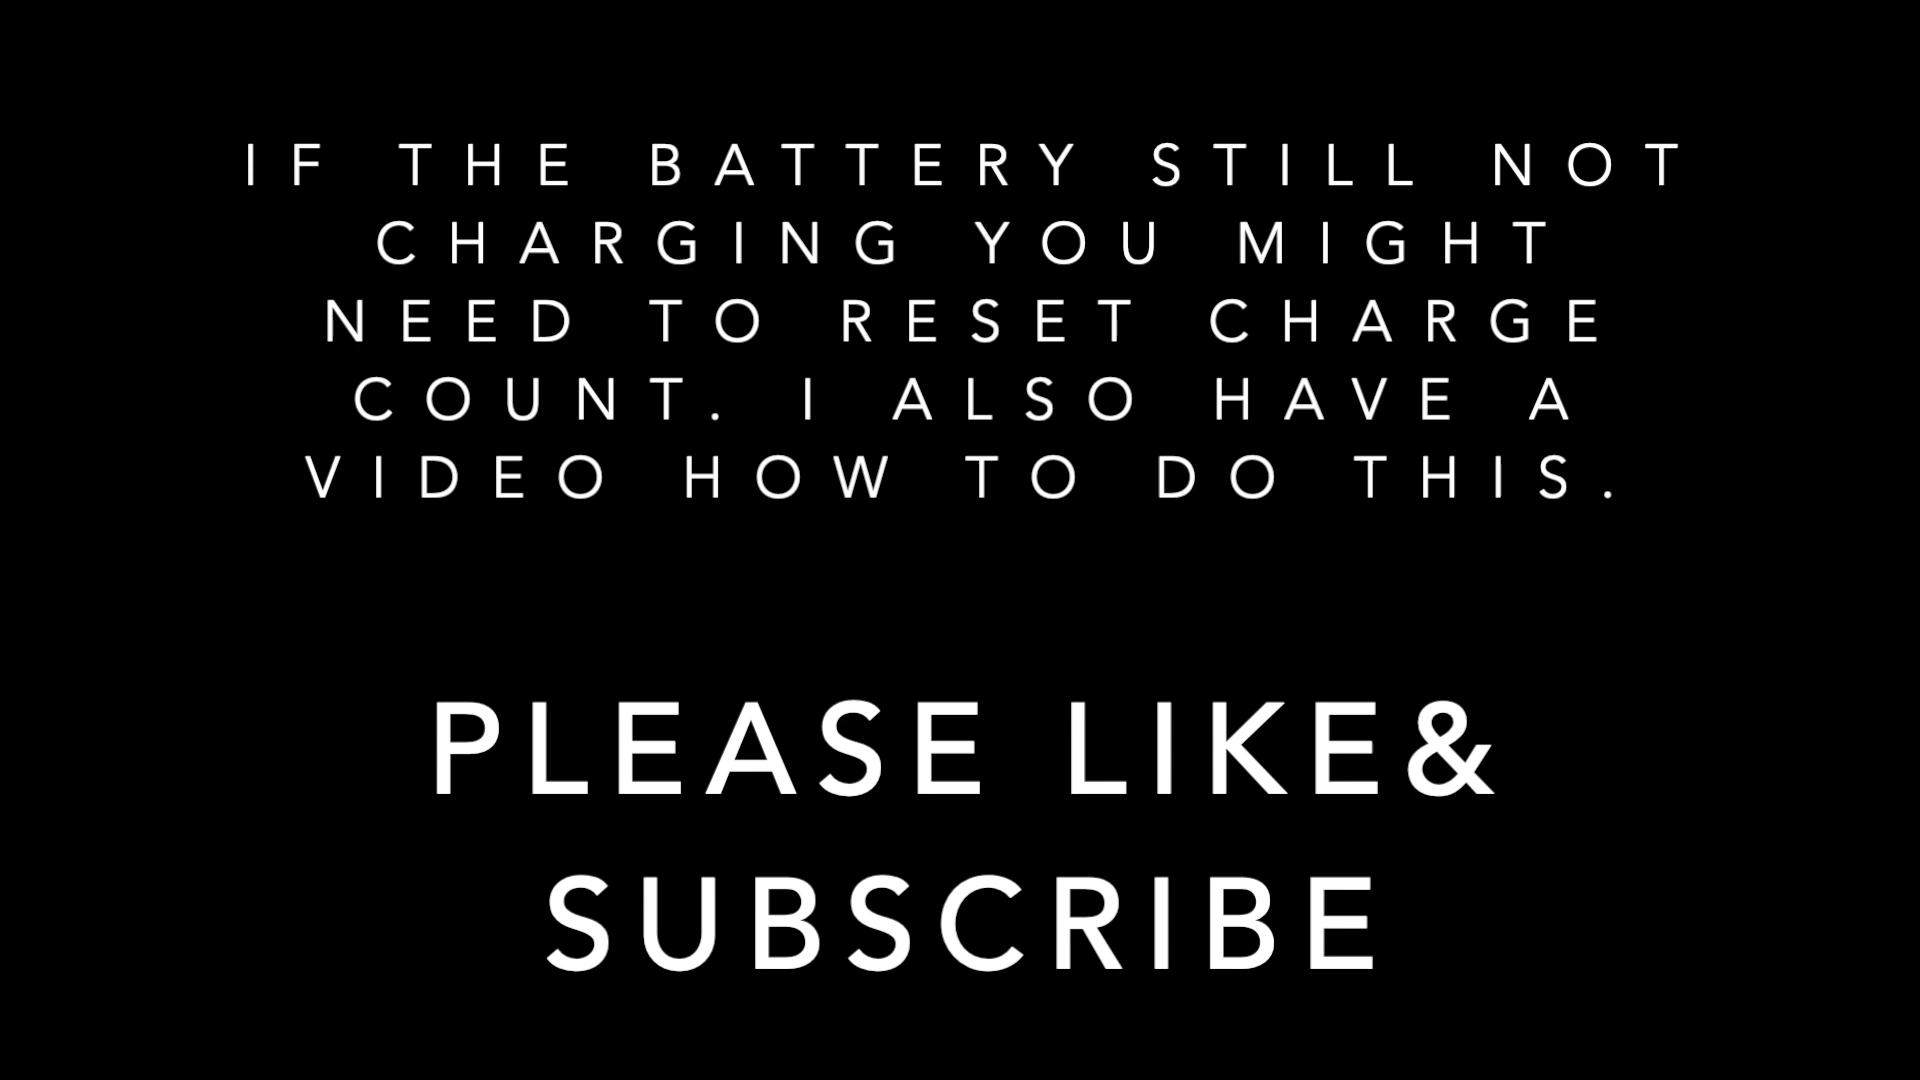 IF THE BATTERY STILL NOT
CHARGING YOU MIGHT
NEED TO RESET CHARGE
COUNT. I ALSO HAVE A
VIDEO HOW TO DO THIS.
PLEASE LIKE&
SUBSCRIBE